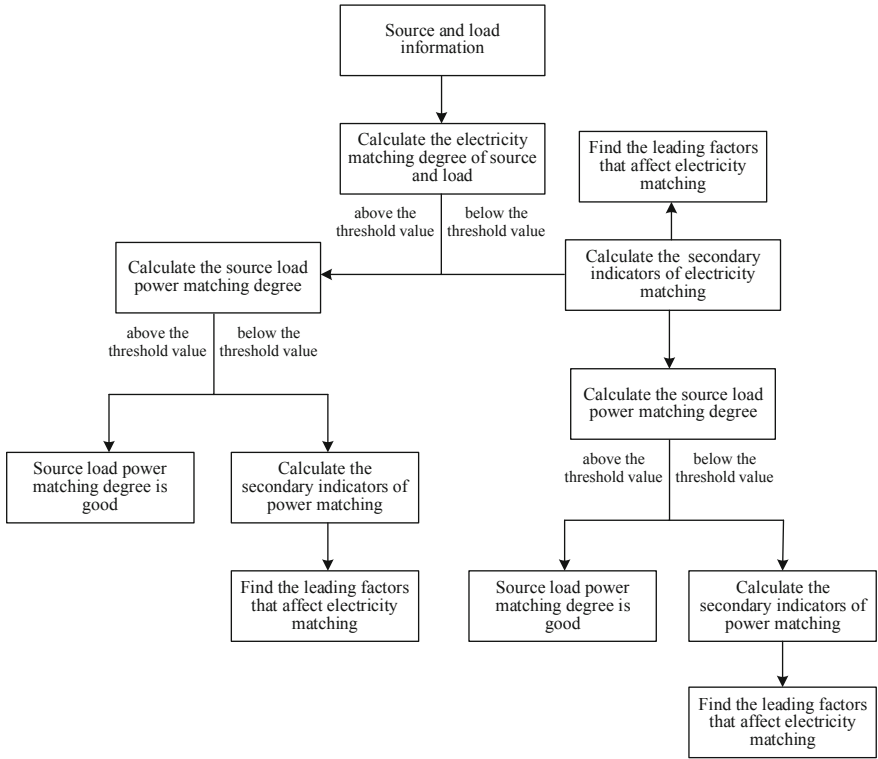 Source and load
information
Calculate the electricity
matching degree of source
and load
Find the leading factors
that affect electricity
matching
above the
threshold value
below the
threshold value
Calculate the source load
power matching degree
Calculate the secondary
indicators of electricity
matching
above the
threshold value
below the
threshold value
Calculate the source load
power matching degree
Source load power
matching degree is
good
Calculate the
secondary indicators of
power matching
above the
threshold value
below the
threshold value
Find the leading factors
that affect electricity
matching
Source load power
matching degree is
good
Calculate the
secondary indicators of
power matching
Find the leading factors
that affect electricity
matching